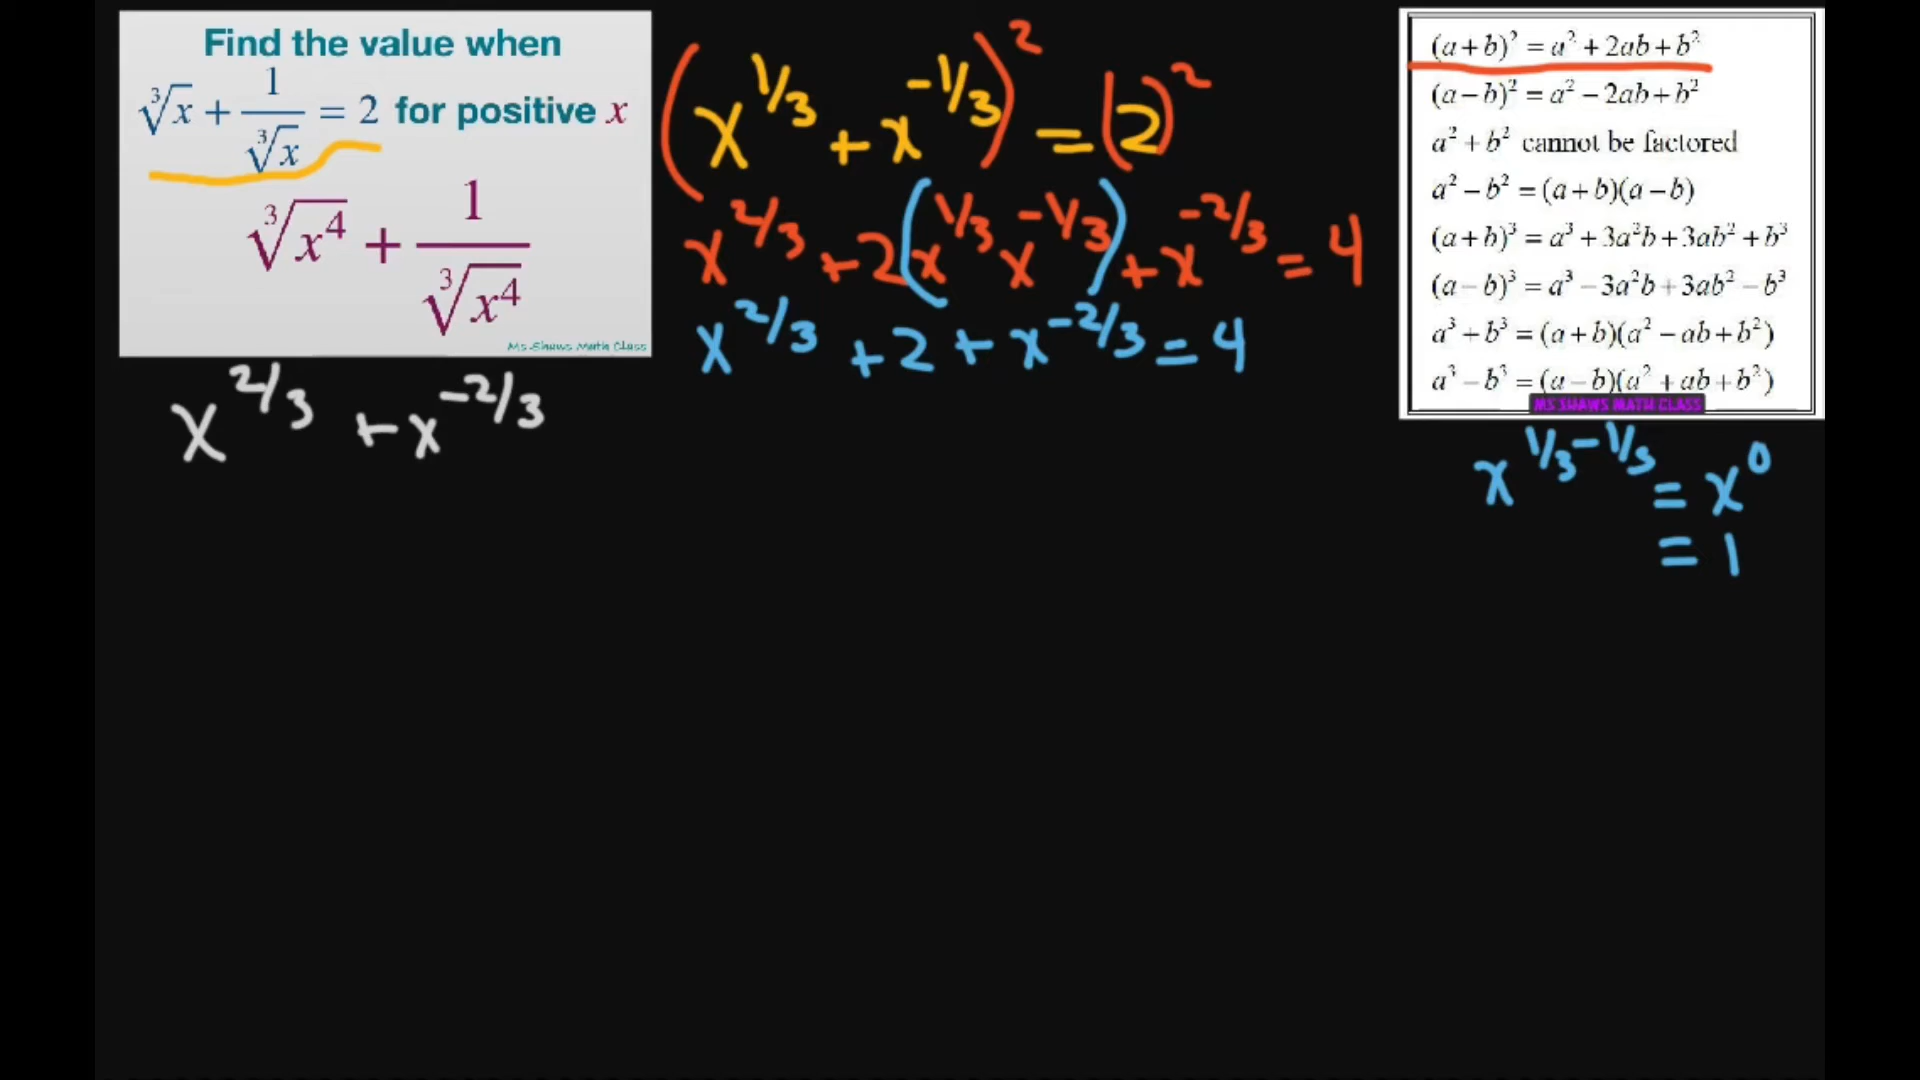 Find the value when
∛x + 1/∛x = 2 for positive x
∛(x⁴) + 1/∛(x⁴)
Ms Shaws Math Class
x^(2/3) + x^(-2/3)
(x^(1/3) + x^(-1/3))² = (2)²
x^(2/3) + 2(x^(1/3) x^(-1/3)) + x^(-2/3) = 4
x^(2/3) + 2 + x^(-2/3) = 4
(a+b)² = a² + 2ab + b²
(a−b)² = a² − 2ab + b²
a² + b² cannot be factored
a² − b² = (a+b)(a−b)
(a+b)³ = a³ + 3a²b + 3ab² + b³
(a−b)³ = a³ − 3a²b + 3ab² − b³
a³ + b³ = (a+b)(a² − ab + b²)
a³ − b³ = (a−b)(a² + ab + b²)
MS SHAWS MATH CLASS
x^(1/3 − 1/3) = x⁰
= 1